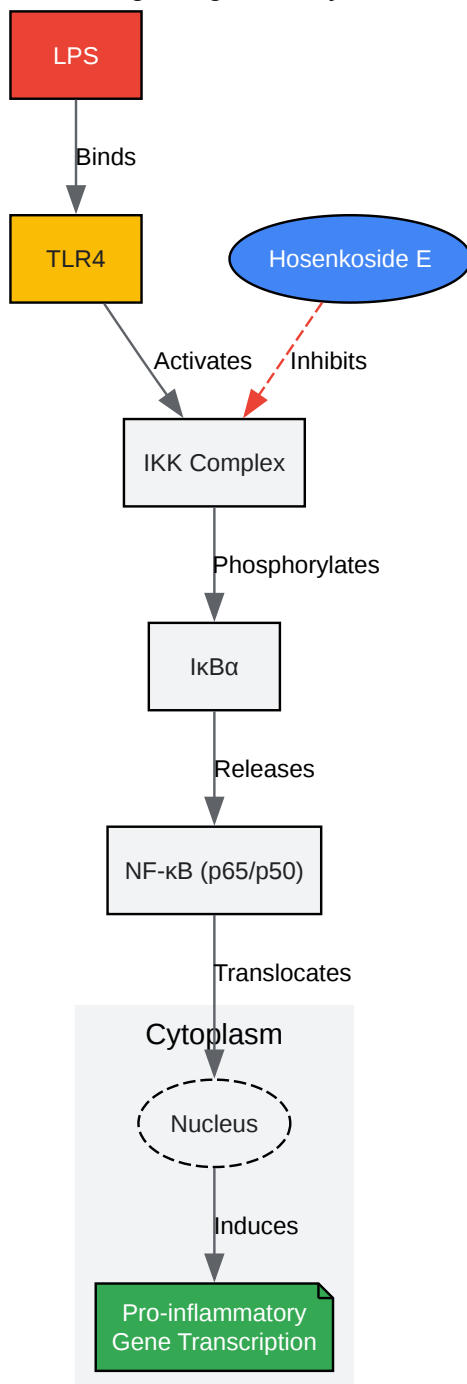 LPS
Binds
TLR4
Hosenkoside E
Activates
Inhibits
IKK Complex
Phosphorylates
IκBα
Releases
NF-κB (p65/p50)
Translocates
Cytoplasm
Nucleus
Induces
Pro-inflammatory
Gene Transcription